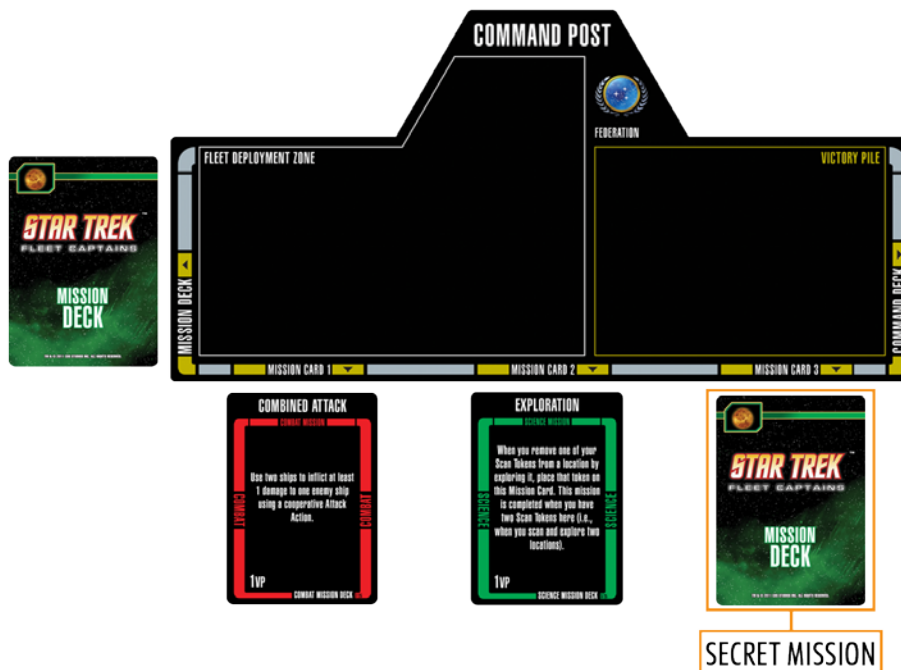 COMMAND POST
FEDERATION
FLEET DEPLOYMENT ZONE
VICTORY PILE
MISSION DECK
COMMAND DECK
MISSION CARD 1
MISSION CARD 2
MISSION CARD 3
STAR TREK
FLEET CAPTAINS
MISSION
DECK
COMBINED ATTACK
COMBAT MISSION
COMBAT
Use two ships to inflict at least
1 damage to one enemy ship
using a cooperative Attack
Action.
COMBAT
1VP
COMBAT MISSION DECK
EXPLORATION
SCIENCE MISSION
SCIENCE
When you remove one of your
Scan Tokens from a location by
exploring it, place that token on
this Mission Card. This mission
is completed when you have
two Scan Tokens here (i.e.,
when you scan and explore two
locations).
SCIENCE
1VP
SCIENCE MISSION DECK
STAR TREK
FLEET CAPTAINS
MISSION
DECK
SECRET MISSION